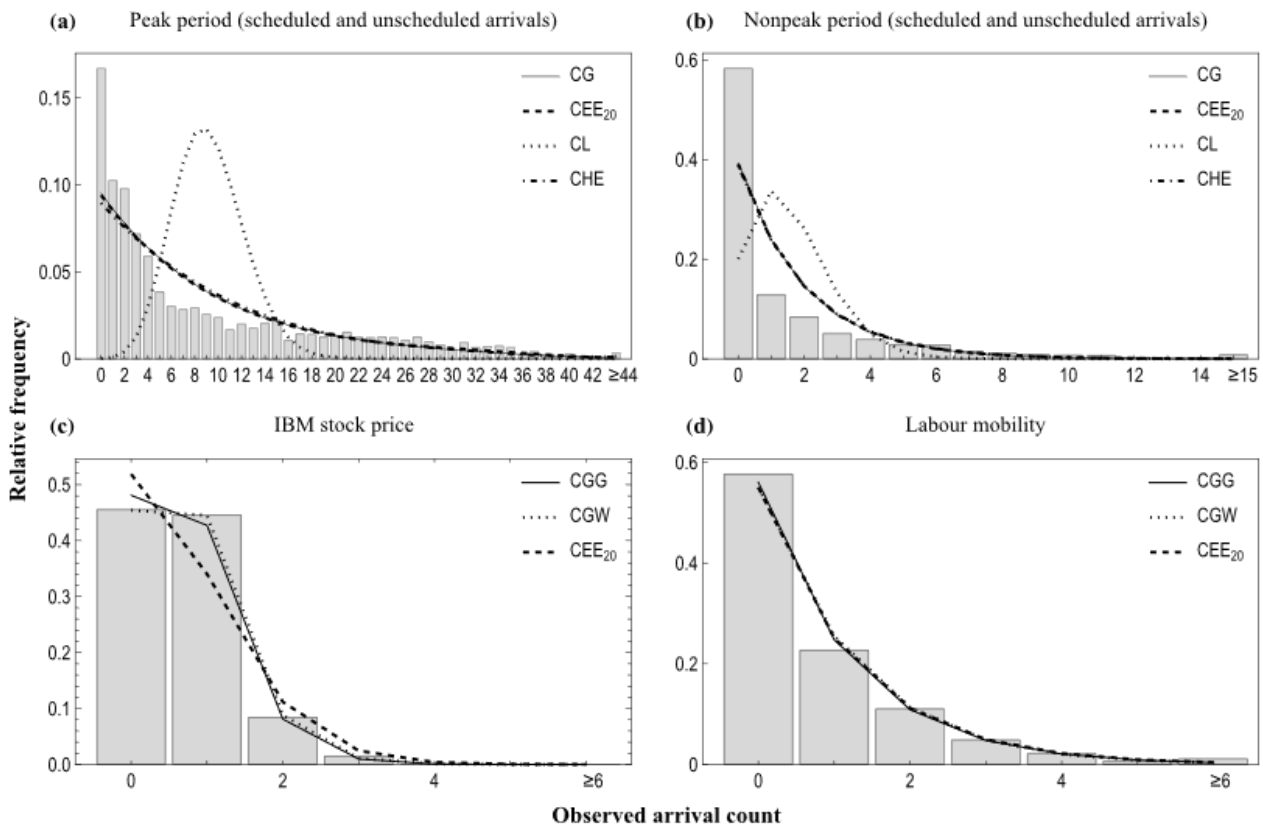 (a) Peak period (scheduled and unscheduled arrivals)
0.15
0.10
0.05
0
CG
CEE20
CL
CHE
0 2 4 6 8 10 12 14 16 18 20 22 24 26 28 30 32 34 36 38 40 42 ≥44
(b) Nonpeak period (scheduled and unscheduled arrivals)
0.6
0.4
0.2
0
CG
CEE20
CL
CHE
0 2 4 6 8 10 12 14 ≥15
Relative frequency
(c) IBM stock price
0.5
0.4
0.3
0.2
0.1
0.0
CGG
CGW
CEE20
0 2 4 ≥6
(d) Labour mobility
0.6
0.4
0.2
0.0
CGG
CGW
CEE20
0 2 4 ≥6
Observed arrival count